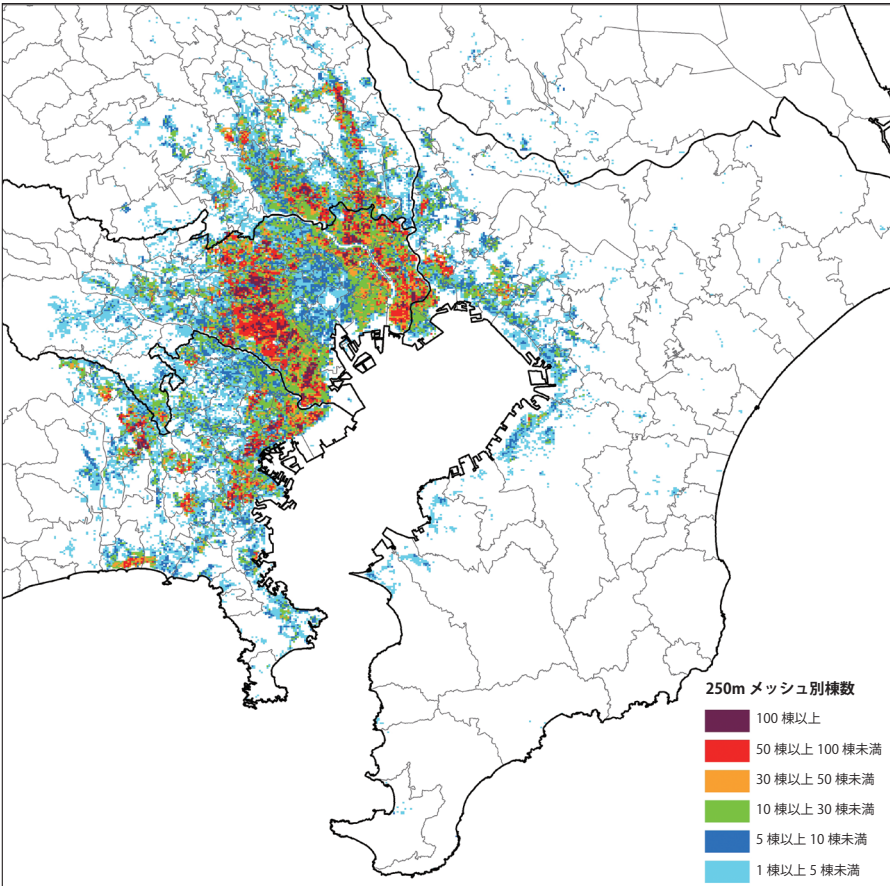 250m メッシュ別棟数
100 棟以上
50 棟以上 100 棟未満
30 棟以上 50 棟未満
10 棟以上 30 棟未満
5 棟以上 10 棟未満
1 棟以上 5 棟未満